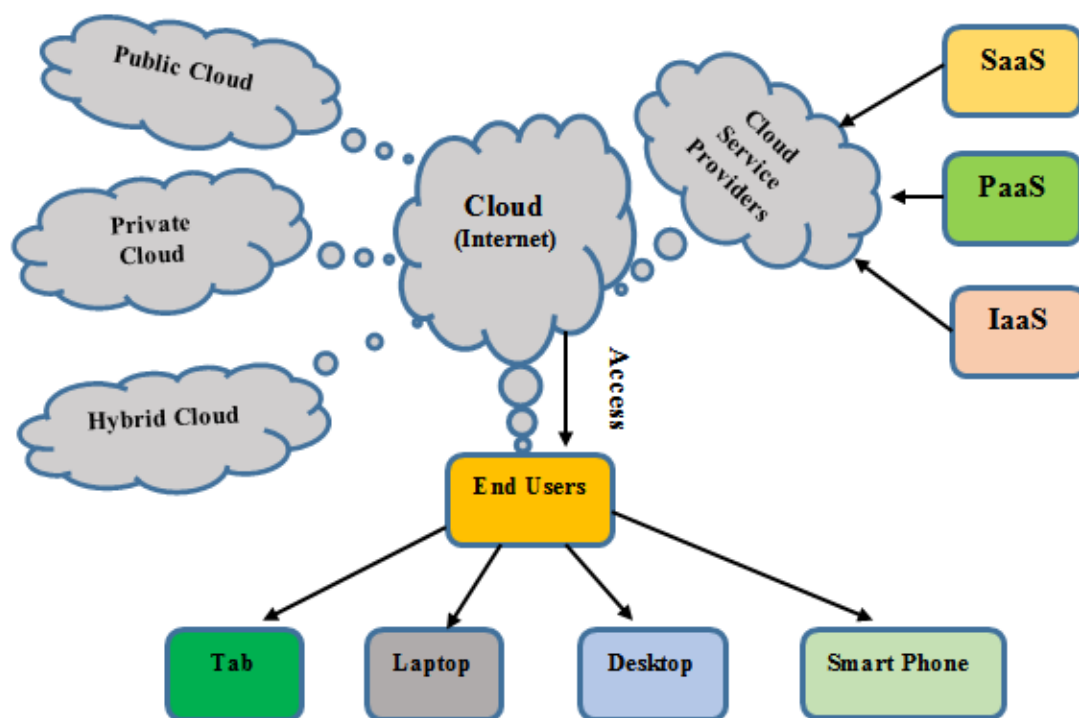 Public Cloud
SaaS
Cloud
Service
Providers
PaaS
Cloud
(Internet)
Private
Cloud
IaaS
Access
Hybrid Cloud
End Users
Tab
Laptop
Desktop
Smart Phone